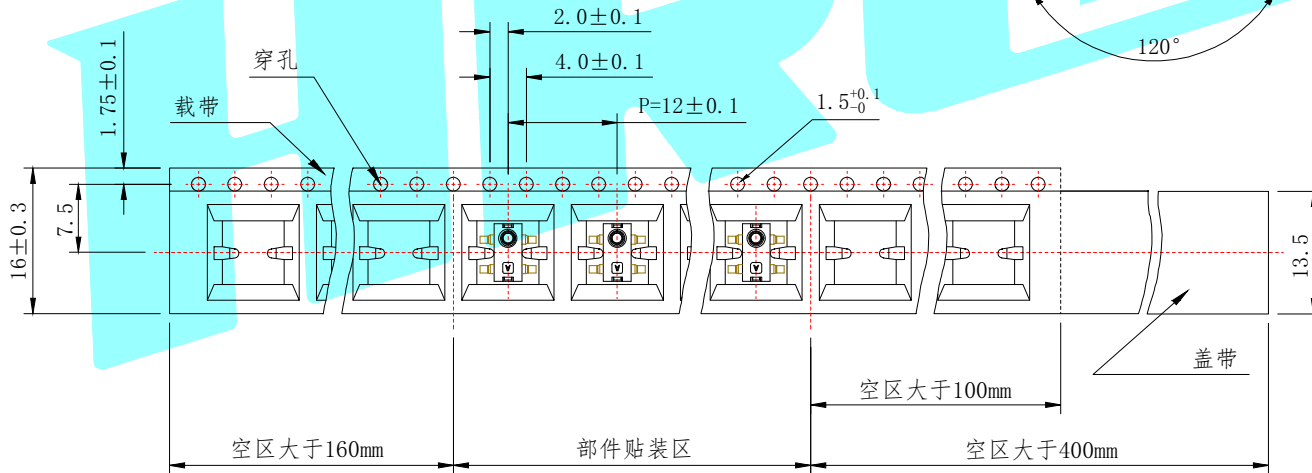 2.0±0.1
穿孔
4.0±0.1
120°
1.75±0.1
载带
P=12±0.1
1.5+0.1-0
16±0.3
7.5
A
A
A
13.5
盖带
空区大于100mm
空区大于160mm
部件贴装区
空区大于400mm